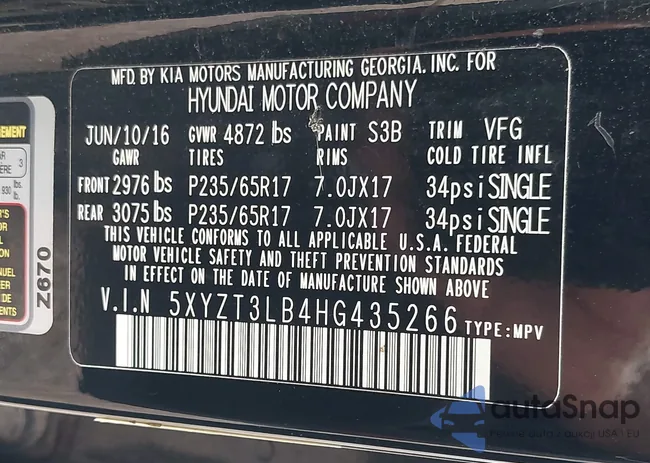 MFD. BY KIA MOTORS MANUFACTURING GEORGIA. INC. FOR
HYUNDAI MOTOR COMPANY
JUN/10/16 GVWR 4872 lbs PAINT S3B TRIM VFG
GAWR TIRES RIMS COLD TIRE INFL
FRONT 2976 lbs P235/65R17 7.0JX17 34psi SINGLE
REAR 3075 lbs P235/65R17 7.0JX17 34psi SINGLE
THIS VEHICLE CONFORMS TO ALL APPLICABLE U.S.A. FEDERAL
MOTOR VEHICLE SAFETY AND THEFT PREVENTION STANDARDS
IN EFFECT ON THE DATE OF MANUFACTURE SHOWN ABOVE
V.I.N 5XYZT3LB4HG435266 TYPE:MPV
Z670
3
930 lbs.
autoSnap